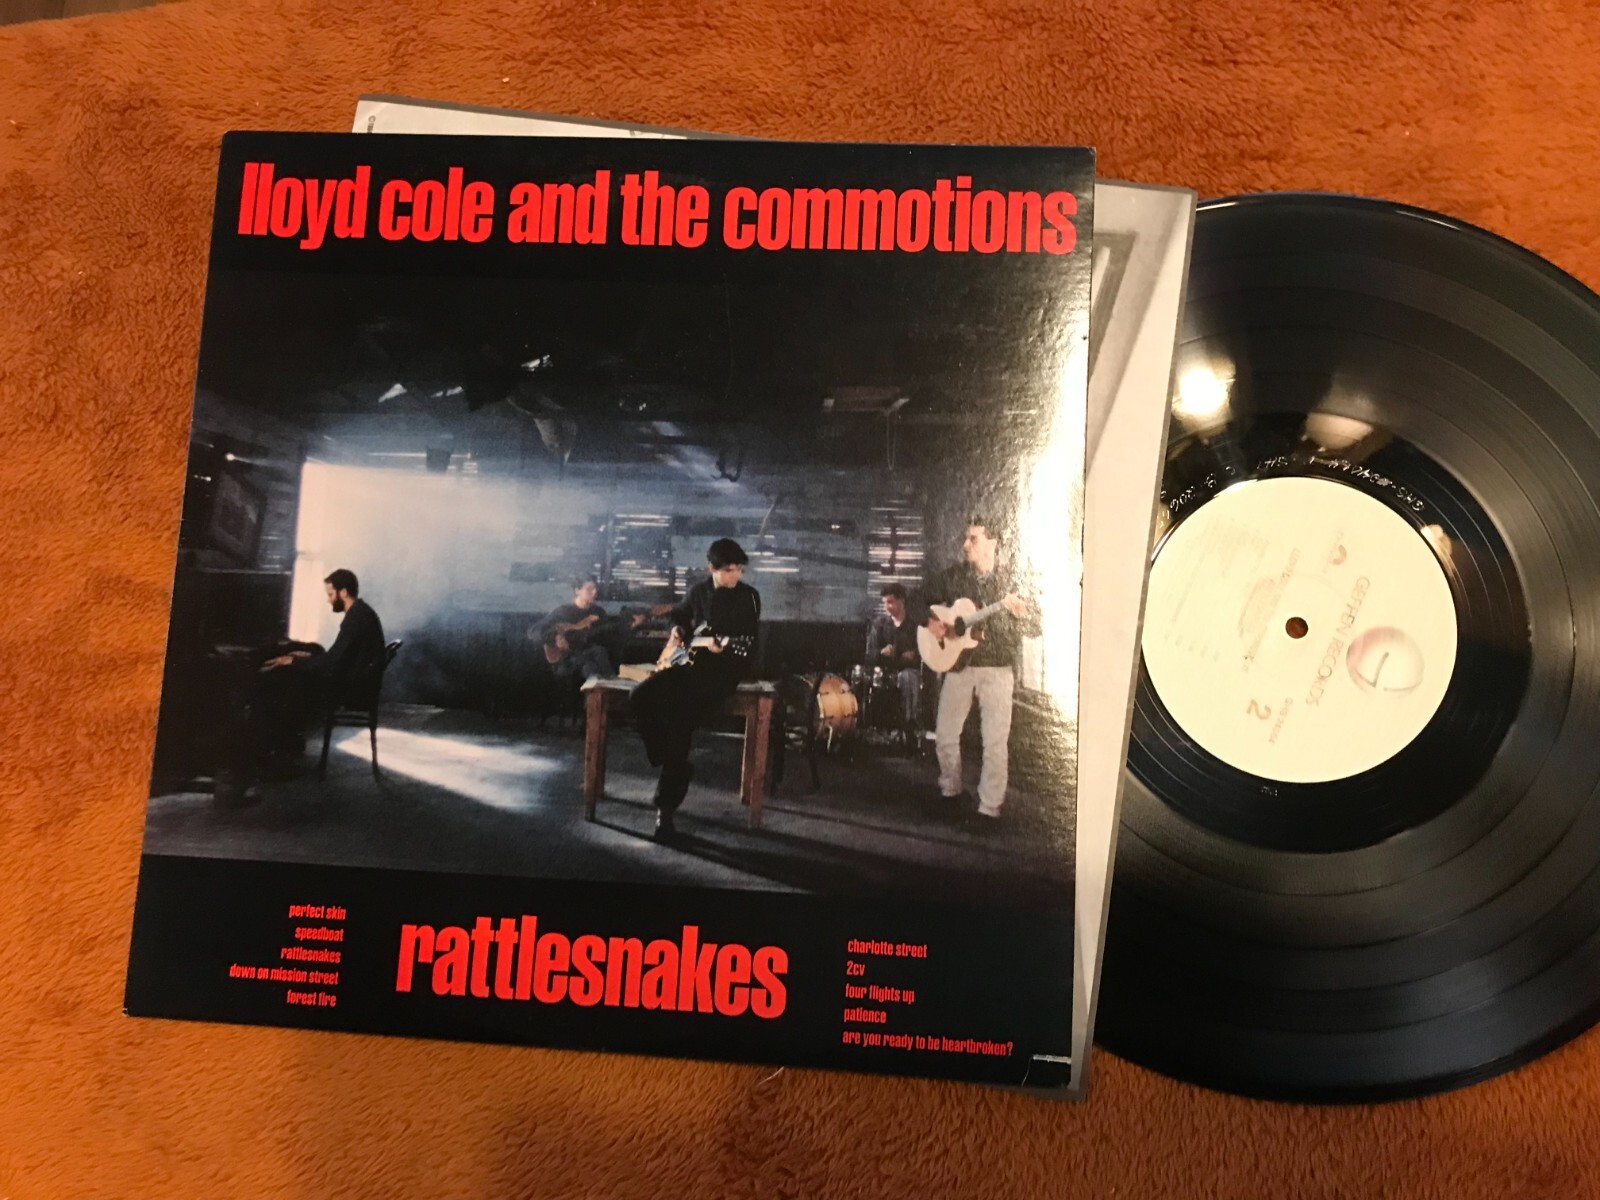 lloyd cole and the commotions
perfect skin
speedboat
rattlesnakes
down on mission street
forest fire
rattlesnakes
charlotte street
2cv
four flights up
patience
are you ready to be heartbroken?
GEFFEN RECORDS
2